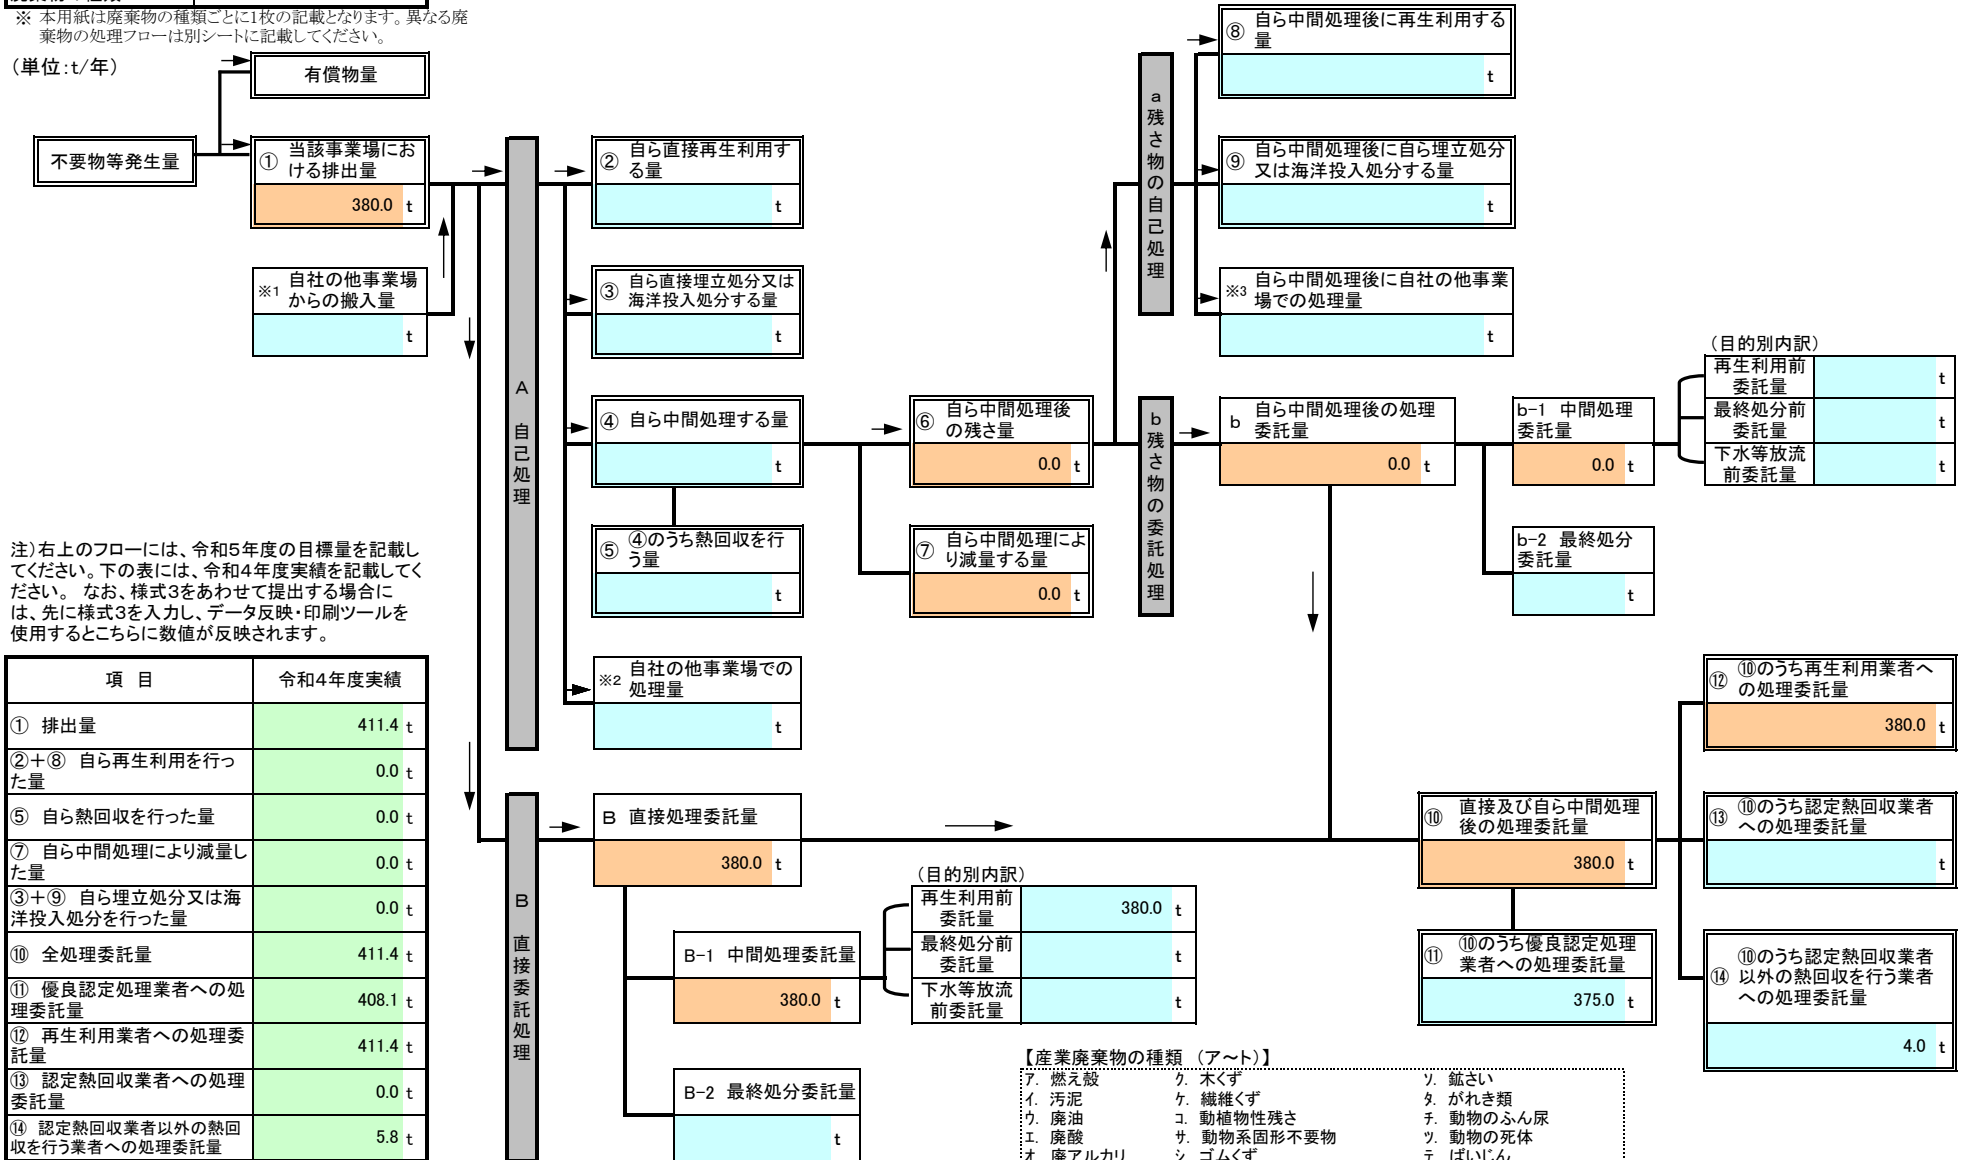 ※ 本用紙は廃棄物の種類ごとに1枚の記載となります。異なる廃
棄物の処理フローは別シートに記載してください。
(単位:t/年)
有償物量
不要物等発生量
① 当該事業場にお
ける排出量
380.0 t
※1 自社の他事業場
からの搬入量
t
A 自己処理
② 自ら直接再生利用す
る量
t
③ 自ら直接埋立処分又は
海洋投入処分する量
t
④ 自ら中間処理する量
t
⑤ ④のうち熱回収を行
う量
t
※2 自社の他事業場での
処理量
t
⑥ 自ら中間処理後
の残さ量
0.0 t
⑦ 自ら中間処理によ
り減量する量
0.0 t
a 残さ物の自己処理
⑧ 自ら中間処理後に再生利用する
量
t
⑨ 自ら中間処理後に自ら埋立処分
又は海洋投入処分する量
t
※3 自ら中間処理後に自社の他事業
場での処理量
t
b 残さ物の委託処理
b 自ら中間処理後の処理
委託量
0.0 t
b-1 中間処理
委託量
0.0 t
(目的別内訳)
再生利用前
委託量
t
最終処分前
委託量
t
下水等放流
前委託量
t
b-2 最終処分
委託量
t
注)右上のフローには、令和5年度の目標量を記載し
てください。下の表には、令和4年度実績を記載してく
ださい。 なお、様式3をあわせて提出する場合に
は、先に様式3を入力し、データ反映・印刷ツールを
使用するとこちらに数値が反映されます。
項 目 令和4年度実績
① 排出量 411.4 t
②+⑧ 自ら再生利用を行っ
た量 0.0 t
⑤ 自ら熱回収を行った量 0.0 t
⑦ 自ら中間処理により減量し
た量 0.0 t
③+⑨ 自ら埋立処分又は海
洋投入処分を行った量 0.0 t
⑩ 全処理委託量 411.4 t
⑪ 優良認定処理業者への処
理委託量 408.1 t
⑫ 再生利用業者への処理委
託量 411.4 t
⑬ 認定熱回収業者への処理
委託量 0.0 t
⑭ 認定熱回収業者以外の熱回
収を行う業者への処理委託量 5.8 t
B 直接委託処理
B 直接処理委託量
380.0 t
B-1 中間処理委託量
380.0 t
(目的別内訳)
再生利用前
委託量
380.0 t
最終処分前
委託量
t
下水等放流
前委託量
t
B-2 最終処分委託量
t
⑩ 直接及び自ら中間処理
後の処理委託量
380.0 t
⑪ ⑩のうち優良認定処理
業者への処理委託量
375.0 t
⑫ ⑩のうち再生利用業者へ
の処理委託量
380.0 t
⑬ ⑩のうち認定熱回収業者
への処理委託量
t
⑭ ⑩のうち認定熱回収業者
以外の熱回収を行う業者
への処理委託量
4.0 t
【産業廃棄物の種類 (ア~ト)】
ア. 燃え殻 ク. 木くず ソ. 鉱さい
イ. 汚泥 ケ. 繊維くず タ. がれき類
ウ. 廃油 コ. 動植物性残さ チ. 動物のふん尿
エ. 廃酸 サ. 動物系固形不要物 ツ. 動物の死体
オ. 廃アルカリ シ. ゴムくず テ. ばいじん